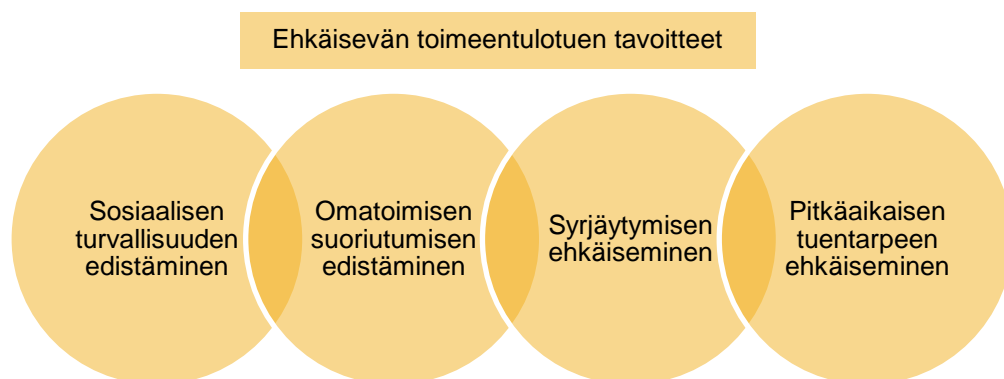 Ehkäisevän toimeentulotuen tavoitteet
Sosiaalisen
turvallisuuden
edistäminen
Omatoimisen
suoriutumisen
edistäminen
Syrjäytymisen
ehkäiseminen
Pitkäaikaisen
tuentarpeen
ehkäiseminen